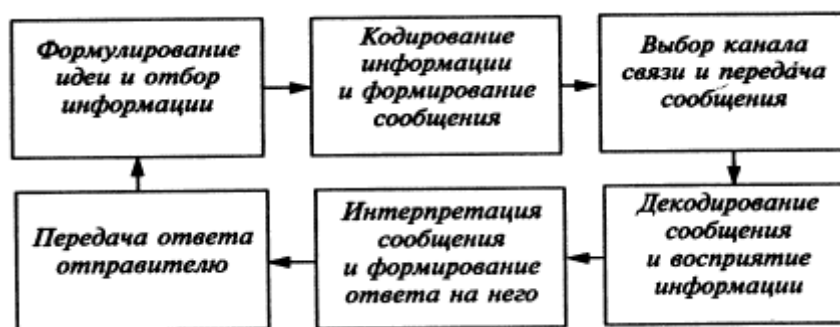 Формулирование
идеи и отбор
информации
Кодирование
информации
и формирование
сообщения
Выбор канала
связи и передача
сообщения
Декодирование
сообщения
и восприятие
информации
Интерпретация
сообщения
и формирование
ответа на него
Передача ответа
отправителю